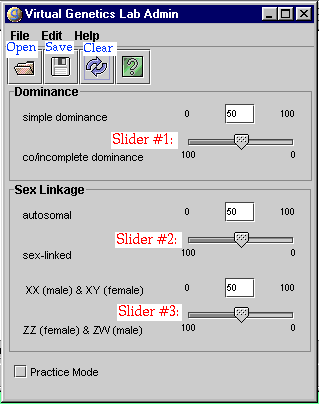 Virtual Genetics Lab Admin
File Edit Help
Open Save Clear
?
Dominance
simple dominance 0 50 100
Slider #1:
co/incomplete dominance 100 0
Sex Linkage
autosomal 0 50 100
Slider #2:
sex-linked 100 0
XX (male) & XY (female) 0 50 100
Slider #3:
ZZ (female) & ZW (male) 100 0
Practice Mode